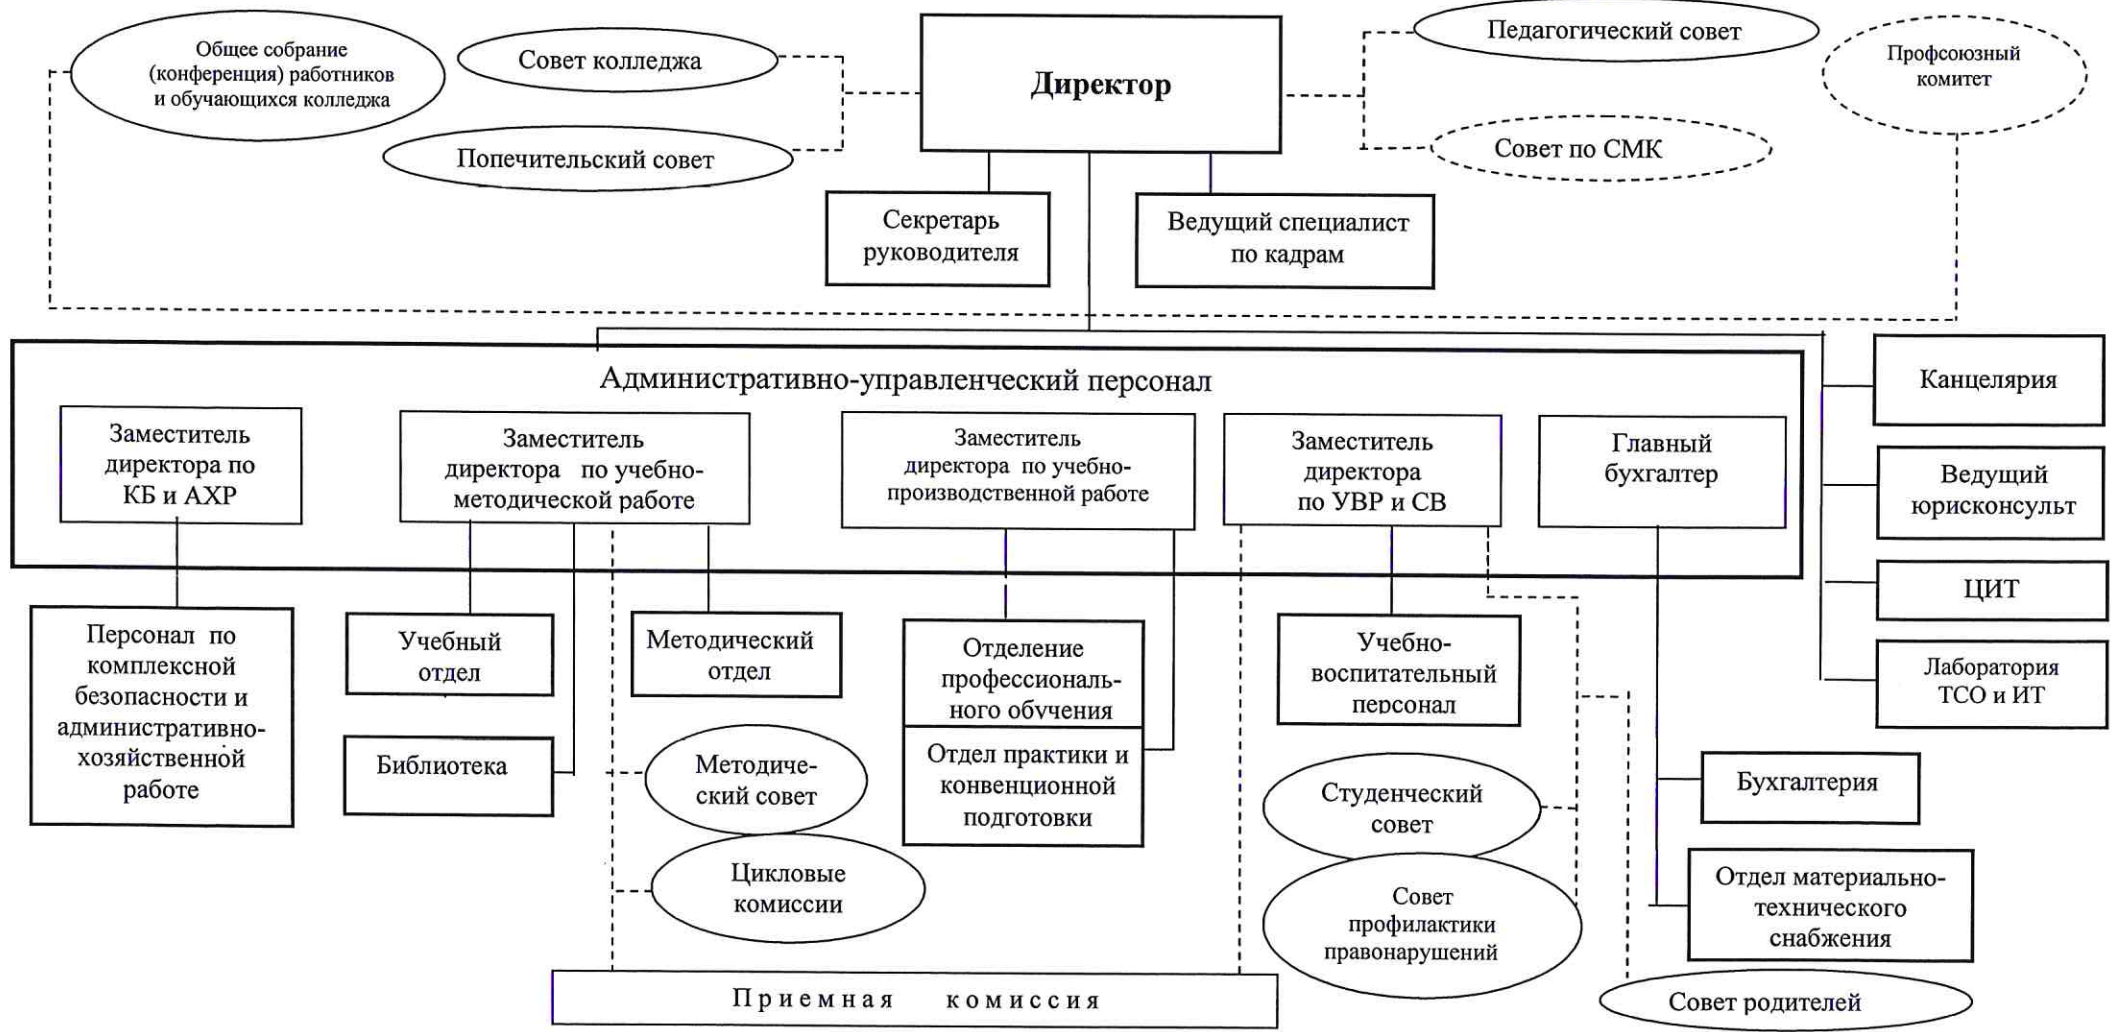 Общее собрание
(конференция) работников
и обучающихся колледжа
Совет колледжа
Попечительский совет
Директор
Педагогический совет
Совет по СМК
Профсоюзный
комитет
Секретарь
руководителя
Ведущий специалист
по кадрам
Административно-управленческий персонал
Заместитель
директора по
КБ и АХР
Заместитель
директора по учебно-
методической работе
Заместитель
директора по учебно-
производственной работе
Заместитель
директора
по УВР и СВ
Главный
бухгалтер
Канцелярия
Ведущий
юрисконсульт
ЦИТ
Лаборатория
ТСО и ИТ
Персонал по
комплексной
безопасности и
административно-
хозяйственной
работе
Учебный
отдел
Методический
отдел
Библиотека
Методиче-
ский совет
Цикловые
комиссии
Отделение
профессиональ-
ного обучения
Отдел практики и
конвенционной
подготовки
Учебно-
воспитательный
персонал
Студенческий
совет
Совет
профилактики
правонарушений
Бухгалтерия
Отдел материально-
технического
снабжения
Приемная комиссия
Совет родителей